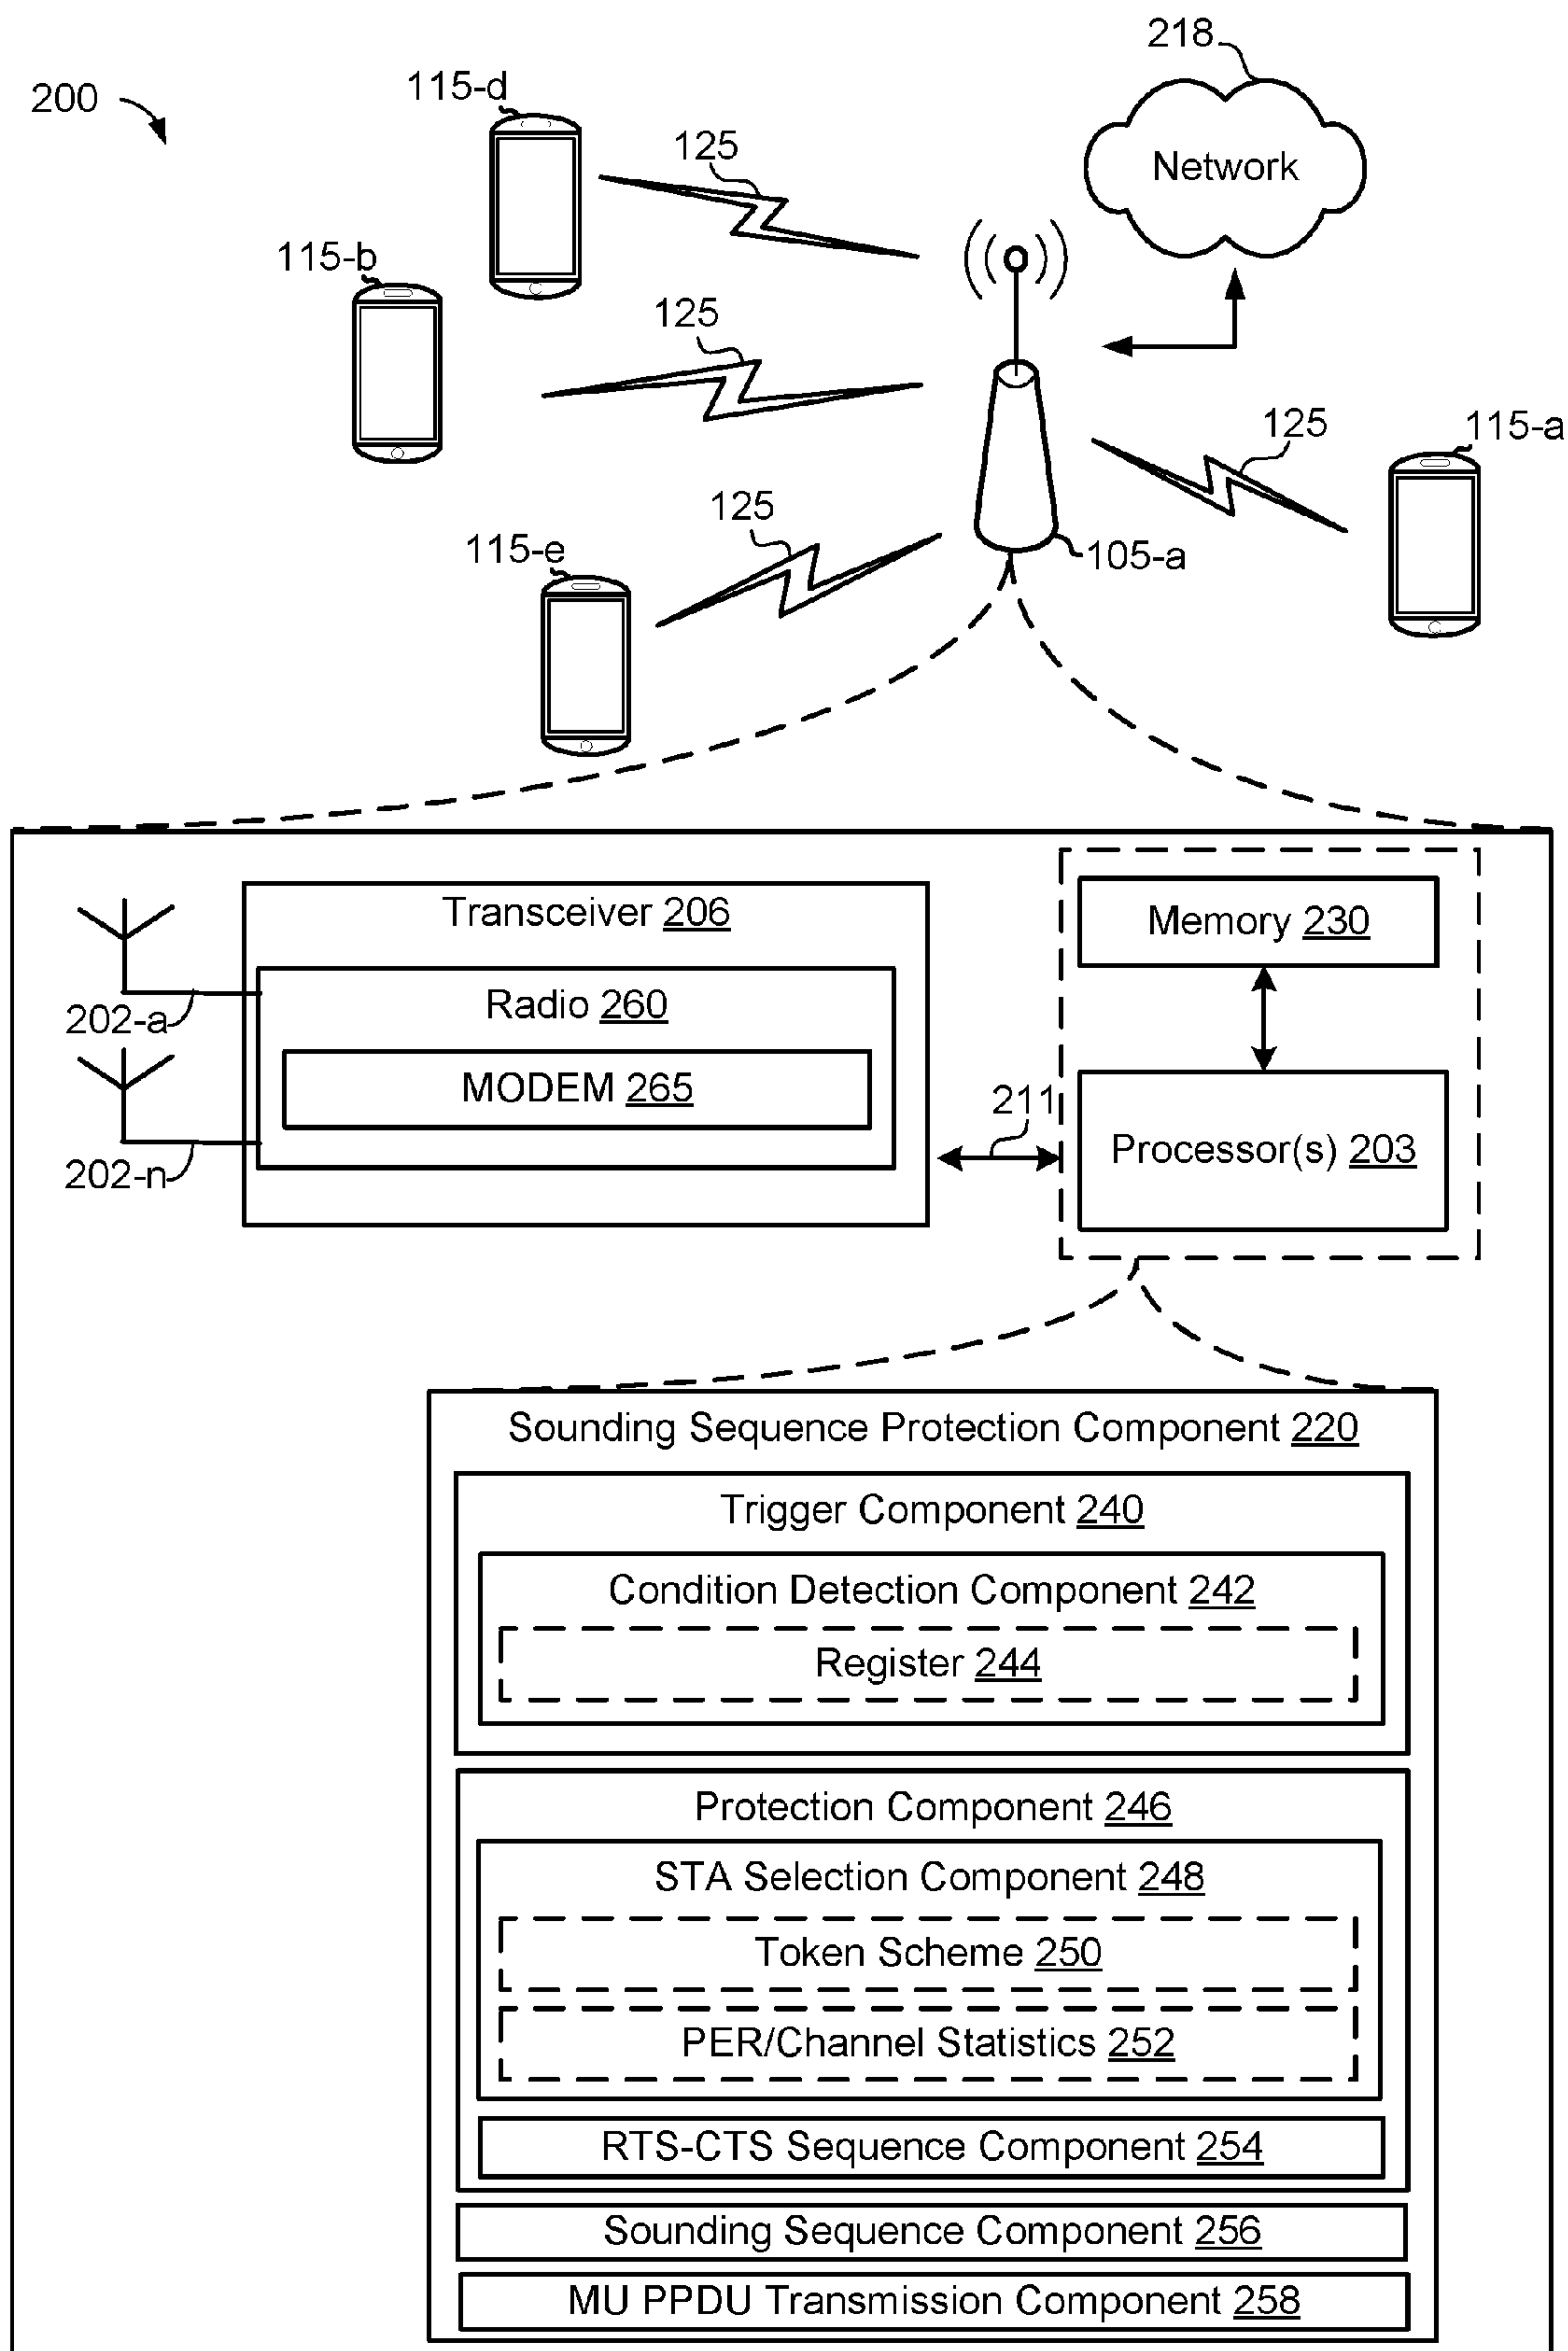 218
200
115-d
125
Network
115-b
125
125
115-a
125
115-e
105-a
Transceiver 206
Memory 230
Radio 260
202-a
MODEM 265
211
Processor(s) 203
202-n
Sounding Sequence Protection Component 220
Trigger Component 240
Condition Detection Component 242
Register 244
Protection Component 246
STA Selection Component 248
Token Scheme 250
PER/Channel Statistics 252
RTS-CTS Sequence Component 254
Sounding Sequence Component 256
MU PPDU Transmission Component 258